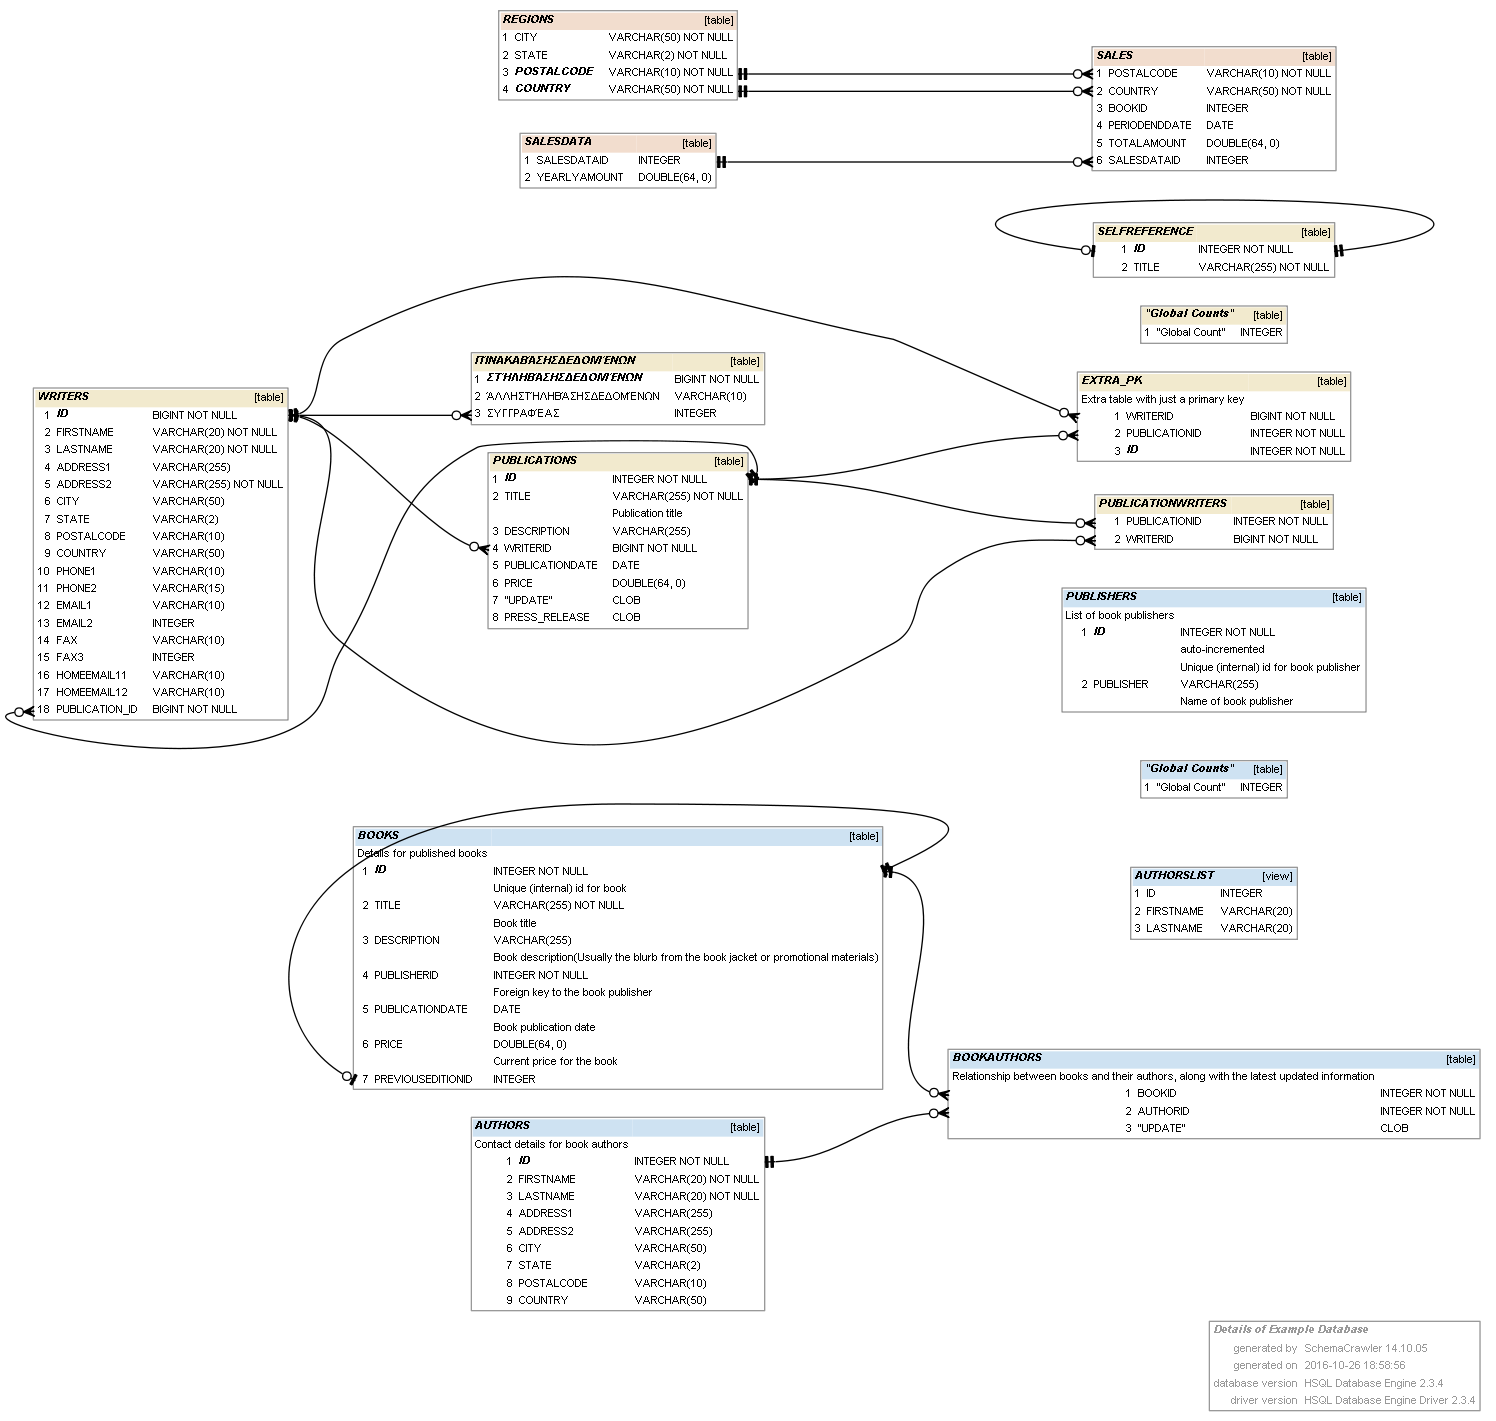 REGIONS [table]
1 CITY VARCHAR(50) NOT NULL
2 STATE VARCHAR(2) NOT NULL
3 POSTALCODE VARCHAR(10) NOT NULL
4 COUNTRY VARCHAR(50) NOT NULL
SALES [table]
1 POSTALCODE VARCHAR(10) NOT NULL
2 COUNTRY VARCHAR(50) NOT NULL
3 BOOKID INTEGER
4 PERIODENDDATE DATE
5 TOTALAMOUNT DOUBLE(64, 0)
6 SALESDATAID INTEGER
SALESDATA [table]
1 SALESDATAID INTEGER
2 YEARLYAMOUNT DOUBLE(64, 0)
SELFREFERENCE [table]
1 ID INTEGER NOT NULL
2 TITLE VARCHAR(255) NOT NULL
"Global Counts" [table]
1 "Global Count" INTEGER
WRITERS [table]
1 ID BIGINT NOT NULL
2 FIRSTNAME VARCHAR(20) NOT NULL
3 LASTNAME VARCHAR(20) NOT NULL
4 ADDRESS1 VARCHAR(255)
5 ADDRESS2 VARCHAR(255) NOT NULL
6 CITY VARCHAR(50)
7 STATE VARCHAR(2)
8 POSTALCODE VARCHAR(10)
9 COUNTRY VARCHAR(50)
10 PHONE1 VARCHAR(10)
11 PHONE2 VARCHAR(15)
12 EMAIL1 VARCHAR(10)
13 EMAIL2 INTEGER
14 FAX VARCHAR(10)
15 FAX3 INTEGER
16 HOMEEMAIL11 VARCHAR(10)
17 HOMEEMAIL12 VARCHAR(10)
18 PUBLICATION_ID BIGINT NOT NULL
ΠΊΝΑΚΑΒΆΣΗΣΔΕΔΟΜΈΝΩΝ [table]
1 ΣΤΉΛΗΒΆΣΗΣΔΕΔΟΜΈΝΩΝ BIGINT NOT NULL
2 ΆΛΛΗΣΤΉΛΗΒΆΣΗΣΔΕΔΟΜΈΝΩΝ VARCHAR(10)
3 ΣΥΓΓΡΑΦΈΑΣ INTEGER
PUBLICATIONS [table]
1 ID INTEGER NOT NULL
2 TITLE VARCHAR(255) NOT NULL
Publication title
3 DESCRIPTION VARCHAR(255)
4 WRITERID BIGINT NOT NULL
5 PUBLICATIONDATE DATE
6 PRICE DOUBLE(64, 0)
7 "UPDATE" CLOB
8 PRESS_RELEASE CLOB
EXTRA_PK [table]
Extra table with just a primary key
1 WRITERID BIGINT NOT NULL
2 PUBLICATIONID INTEGER NOT NULL
3 ID INTEGER NOT NULL
PUBLICATIONWRITERS [table]
1 PUBLICATIONID INTEGER NOT NULL
2 WRITERID BIGINT NOT NULL
PUBLISHERS [table]
List of book publishers
1 ID INTEGER NOT NULL
auto-incremented
Unique (internal) id for book publisher
2 PUBLISHER VARCHAR(255)
Name of book publisher
"Global Counts" [table]
1 "Global Count" INTEGER
BOOKS [table]
Details for published books
1 ID INTEGER NOT NULL
Unique (internal) id for book
2 TITLE VARCHAR(255) NOT NULL
Book title
3 DESCRIPTION VARCHAR(255)
Book description(Usually the blurb from the book jacket or promotional materials)
4 PUBLISHERID INTEGER NOT NULL
Foreign key to the book publisher
5 PUBLICATIONDATE DATE
Book publication date
6 PRICE DOUBLE(64, 0)
Current price for the book
7 PREVIOUSEDITIONID INTEGER
AUTHORSLIST [view]
1 ID INTEGER
2 FIRSTNAME VARCHAR(20)
3 LASTNAME VARCHAR(20)
BOOKAUTHORS [table]
Relationship between books and their authors, along with the latest updated information
1 BOOKID INTEGER NOT NULL
2 AUTHORID INTEGER NOT NULL
3 "UPDATE" CLOB
AUTHORS [table]
Contact details for book authors
1 ID INTEGER NOT NULL
2 FIRSTNAME VARCHAR(20) NOT NULL
3 LASTNAME VARCHAR(20) NOT NULL
4 ADDRESS1 VARCHAR(255)
5 ADDRESS2 VARCHAR(255)
6 CITY VARCHAR(50)
7 STATE VARCHAR(2)
8 POSTALCODE VARCHAR(10)
9 COUNTRY VARCHAR(50)
Details of Example Database
generated by SchemaCrawler 14.10.05
generated on 2016-10-26 18:58:56
database version HSQL Database Engine 2.3.4
driver version HSQL Database Engine Driver 2.3.4